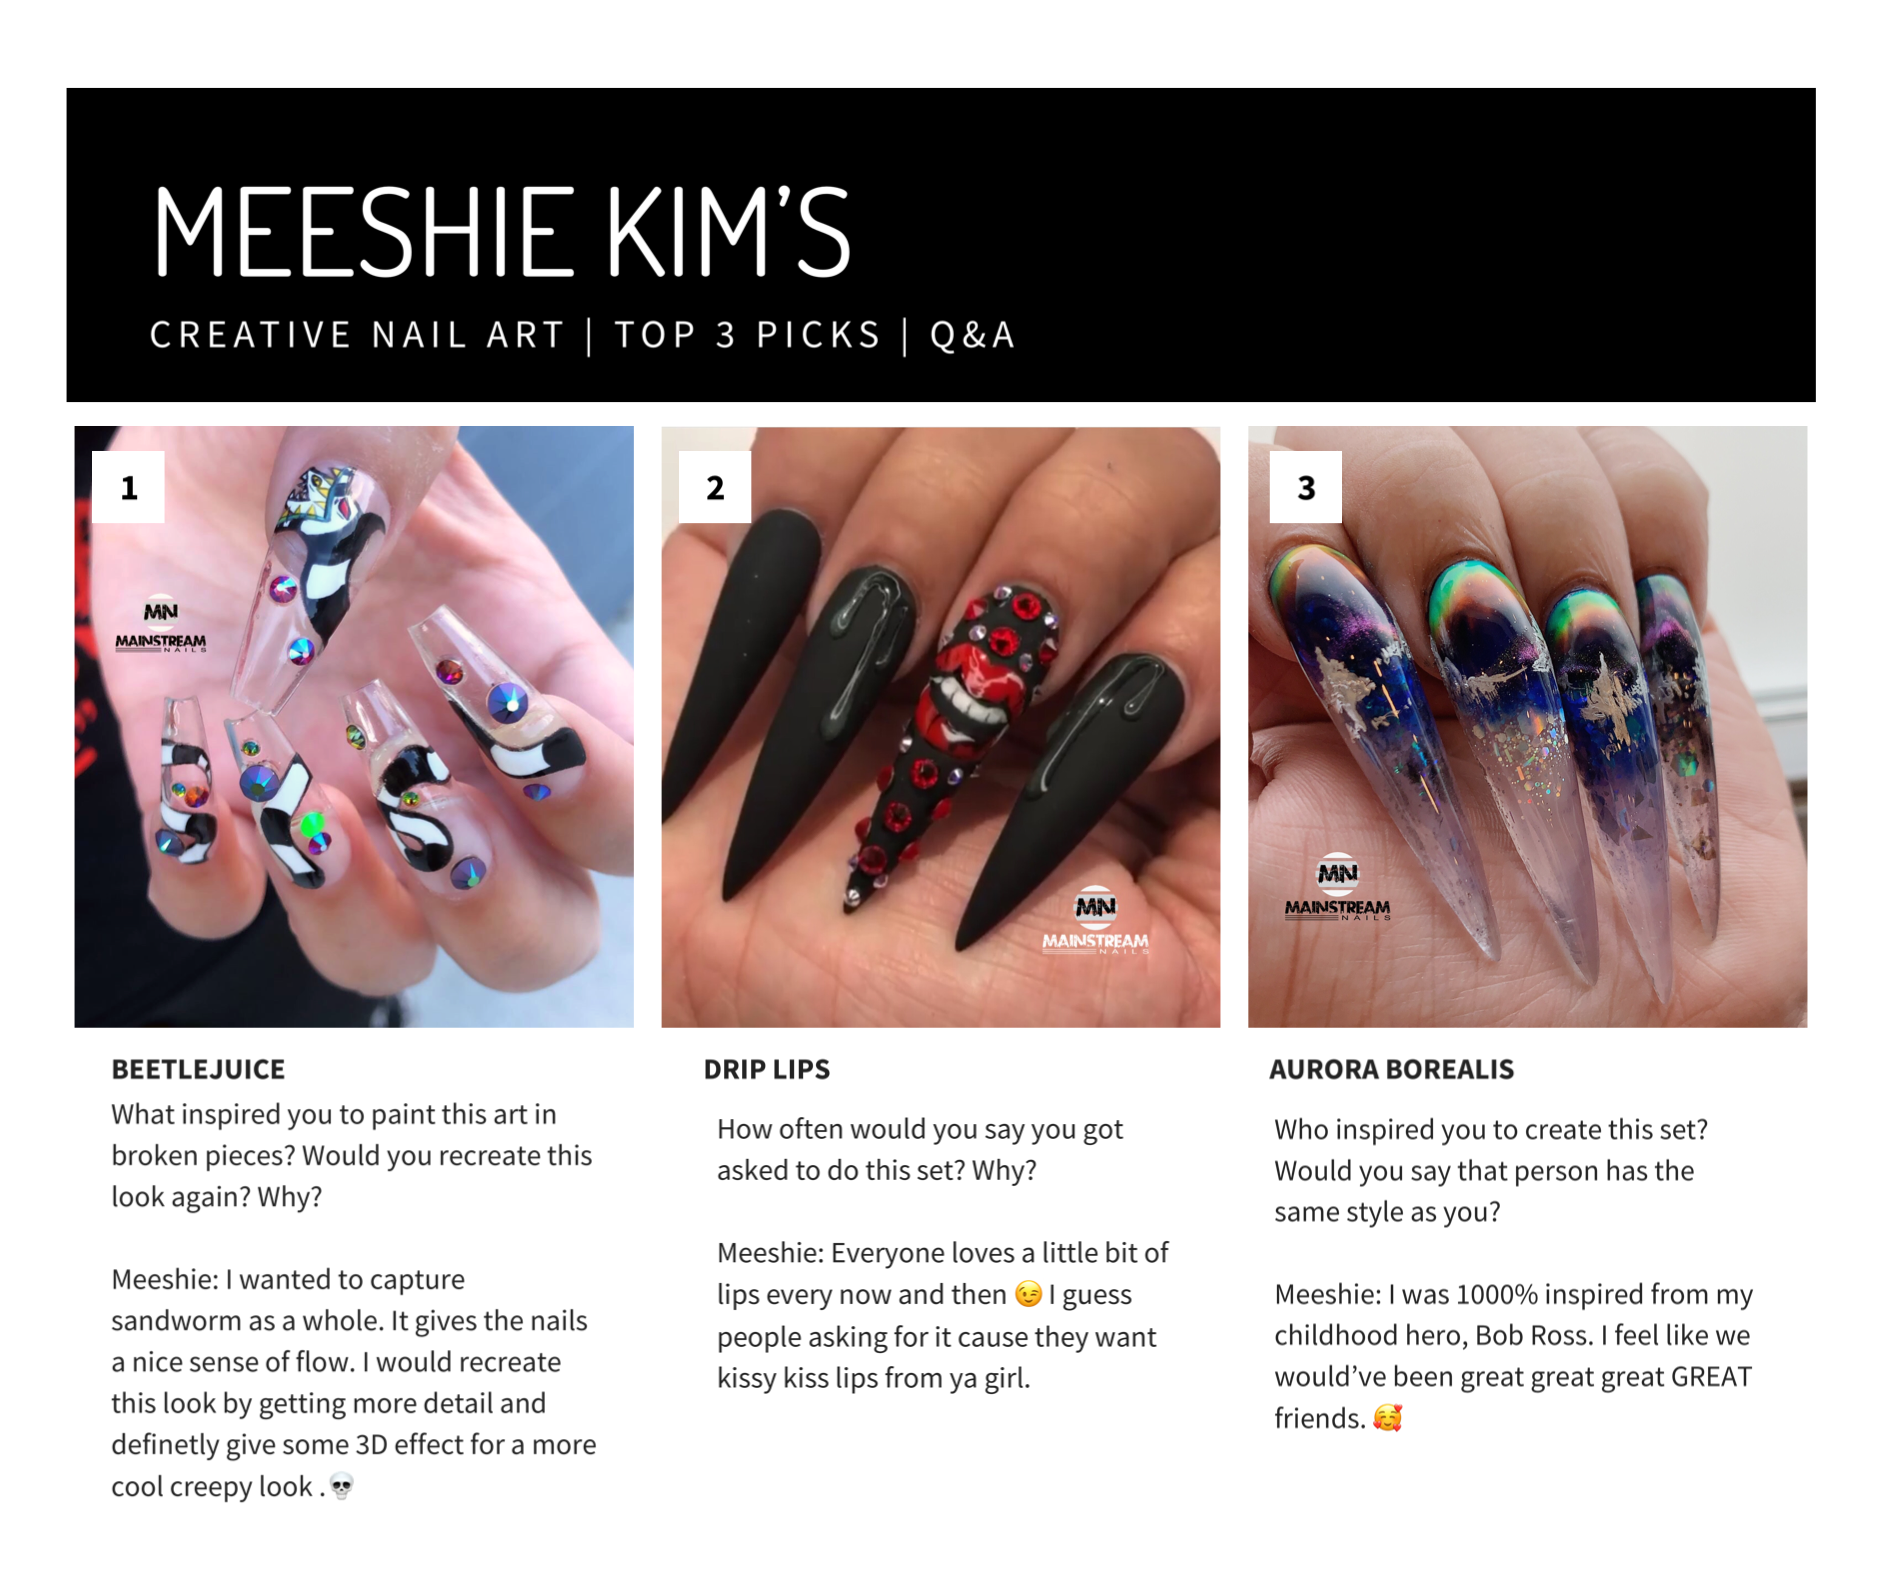 MEESHIE KIM'S
CREATIVE NAIL ART | TOP 3 PICKS | Q&A
1
MN
MAINSTREAM
NAILS
2
MN
MAINSTREAM
NAILS
3
MN
MAINSTREAM
NAILS
BEETLEJUICE
What inspired you to paint this art in
broken pieces? Would you recreate this
look again? Why?
Meeshie: I wanted to capture
sandworm as a whole. It gives the nails
a nice sense of flow. I would recreate
this look by getting more detail and
definetly give some 3D effect for a more
cool creepy look .💀
DRIP LIPS
How often would you say you got
asked to do this set? Why?
Meeshie: Everyone loves a little bit of
lips every now and then 😉 I guess
people asking for it cause they want
kissy kiss lips from ya girl.
AURORA BOREALIS
Who inspired you to create this set?
Would you say that person has the
same style as you?
Meeshie: I was 1000% inspired from my
childhood hero, Bob Ross. I feel like we
would've been great great great GREAT
friends. 🥰